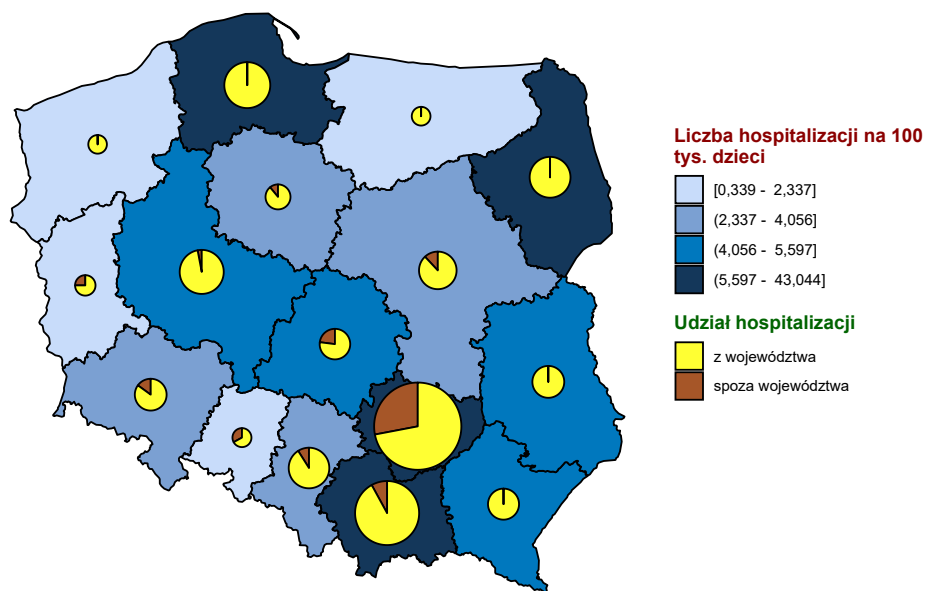 Liczba hospitalizacji na 100
tys. dzieci
[0,339 - 2,337]
(2,337 - 4,056]
(4,056 - 5,597]
(5,597 - 43,044]
Udział hospitalizacji
z województwa
spoza województwa